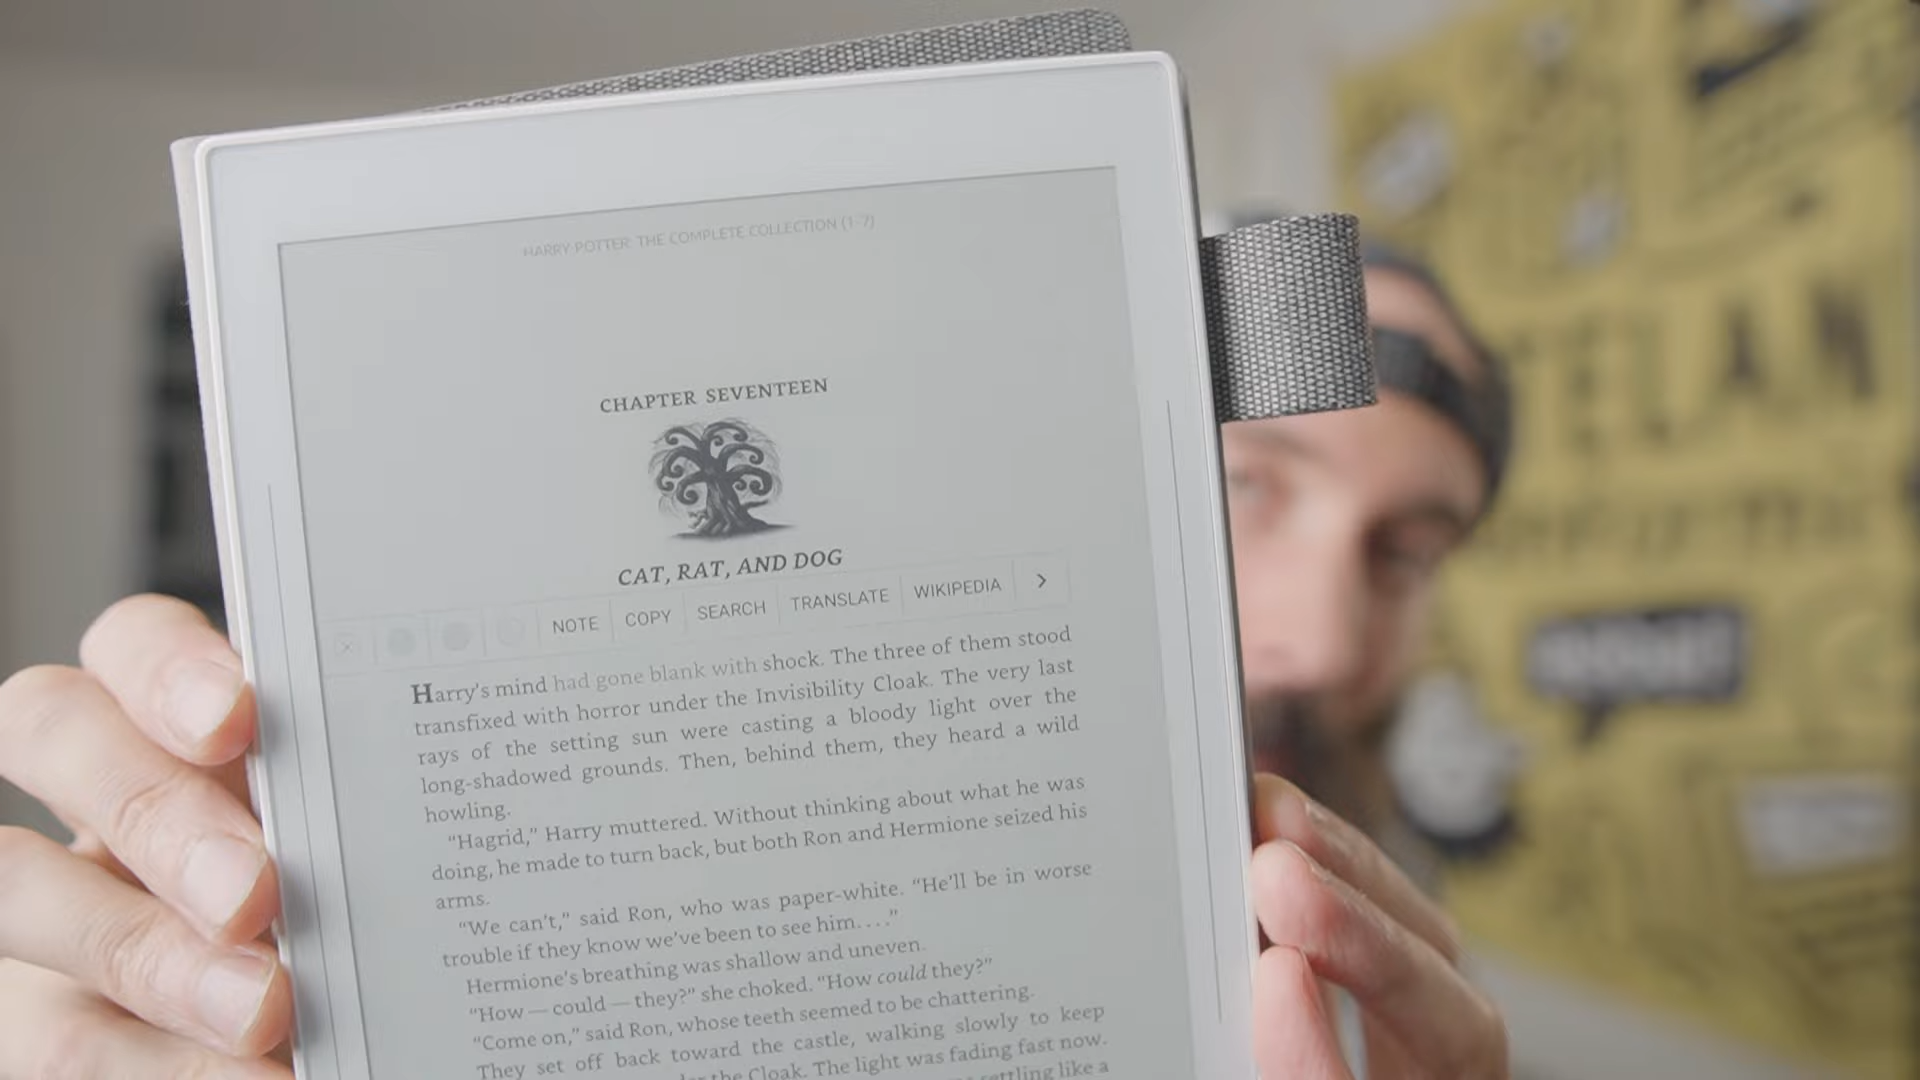 HARRY POTTER: THE COMPLETE COLLECTION (1-7)
CHAPTER SEVENTEEN
CAT, RAT, AND DOG
NOTE COPY SEARCH TRANSLATE WIKIPEDIA >
Harry's mind had gone blank with shock. The three of them stood
transfixed with horror under the Invisibility Cloak. The very last
rays of the setting sun were casting a bloody light over the
long-shadowed grounds. Then, behind them, they heard a wild
howling.
“Hagrid,” Harry muttered. Without thinking about what he was
doing, he made to turn back, but both Ron and Hermione seized his
arms.
“We can't,” said Ron, who was paper-white. “He'll be in worse
trouble if they know we've been to see him. . . .”
Hermione's breathing was shallow and uneven.
“How — could — they?” she choked. “How could they?”
“Come on,” said Ron, whose teeth seemed to be chattering.
They set off back toward the castle, walking slowly to keep
the Cloak. The light was fading fast now.
rattling like a